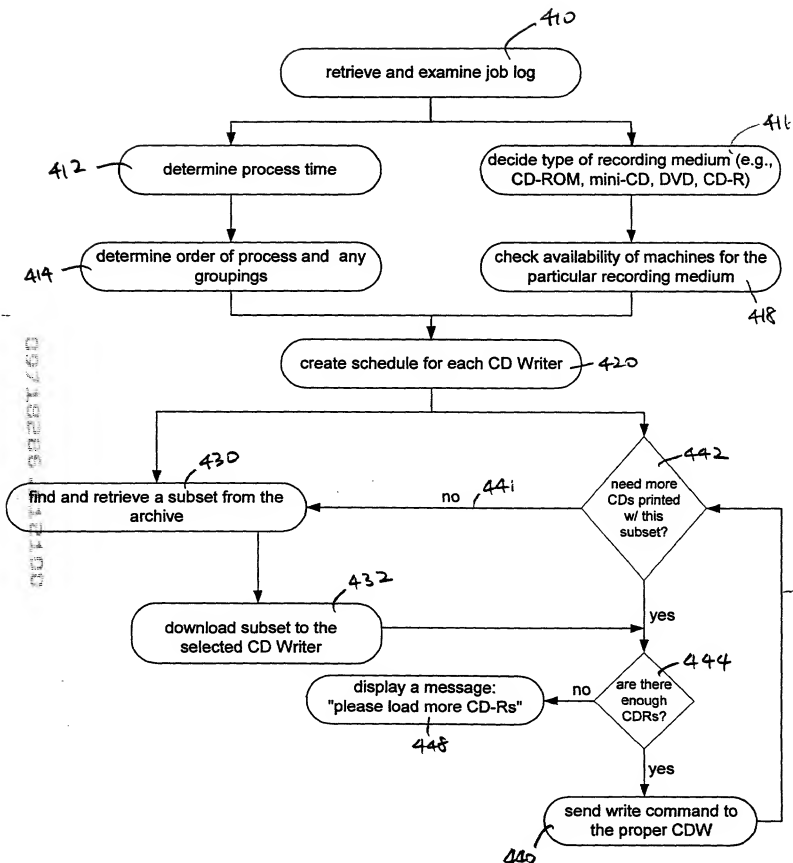 410
retrieve and examine job log
411
412
determine process time
decide type of recording medium (e.g.,
CD-ROM, mini-CD, DVD, CD-R)
414
determine order of process and any
groupings
check availability of machines for the
particular recording medium
418
create schedule for each CD Writer
420
430
find and retrieve a subset from the
archive
no
441
442
need more
CDs printed
w/ this
subset?
432
download subset to the
selected CD Writer
yes
444
are there
enough
CDRs?
no
display a message:
"please load more CD-Rs"
448
yes
send write command to
the proper CDW
440